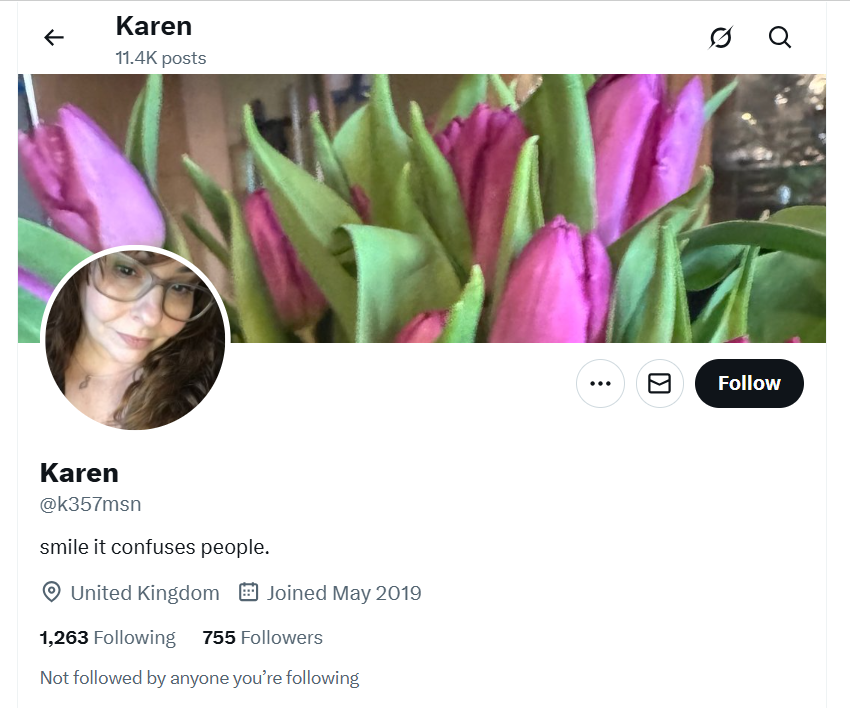 Karen
11.4K posts
Follow
Karen
@k357msn
smile it confuses people.
United Kingdom Joined May 2019
1,263 Following 755 Followers
Not followed by anyone you’re following